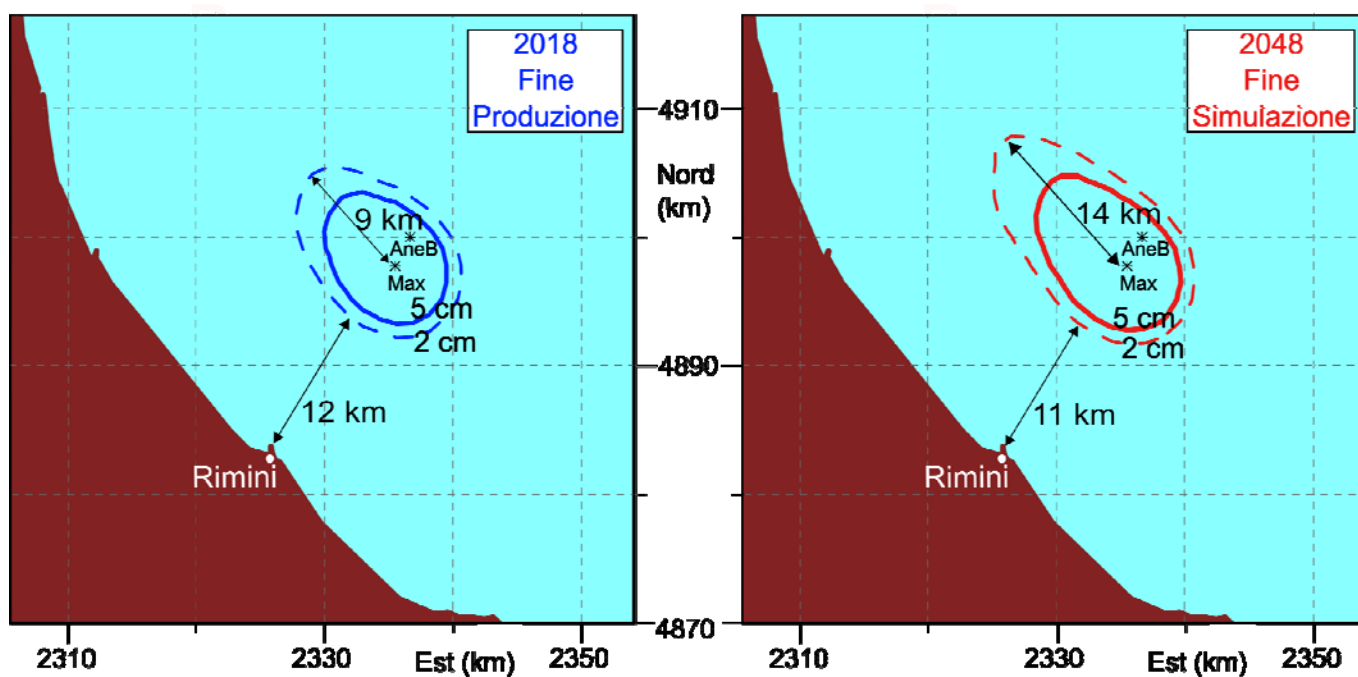 2018
Fine
Produzione
9 km
AneB
Max
5 cm
2 cm
12 km
Rimini
2310
2330
Est (km)
2350
4910
Nord
(km)
4890
4870
2048
Fine
Simulazione
14 km
AneB
Max
5 cm
2 cm
11 km
Rimini
2310
2330
Est (km)
2350